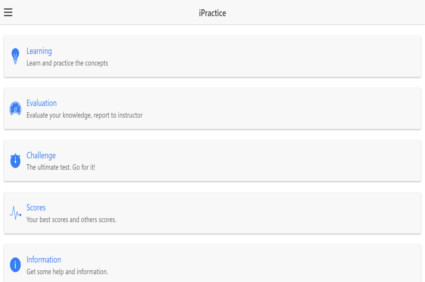 iPractice
Learning
Learn and practice the concepts
Evaluation
Evaluate your knowledge, report to instructor
Challenge
The ultimate test. Go for it!
Scores
Your best scores and others scores.
Information
Get some help and information.